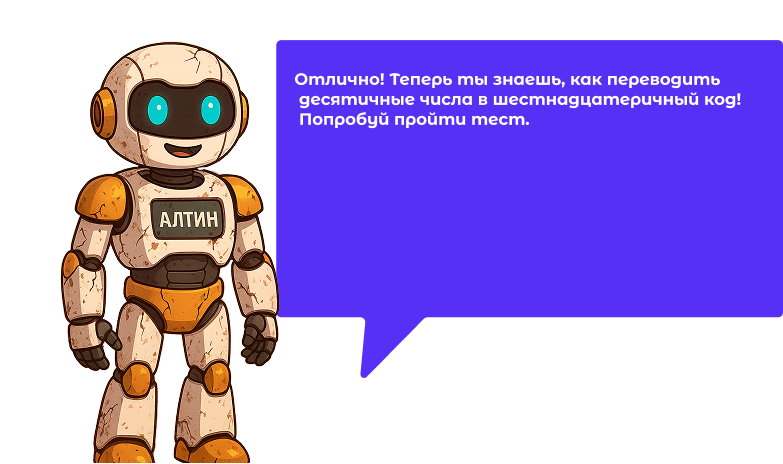 Отлично! Теперь ты знаешь, как переводить
десятичные числа в шестнадцатеричный код!
Попробуй пройти тест.
АЛТИН